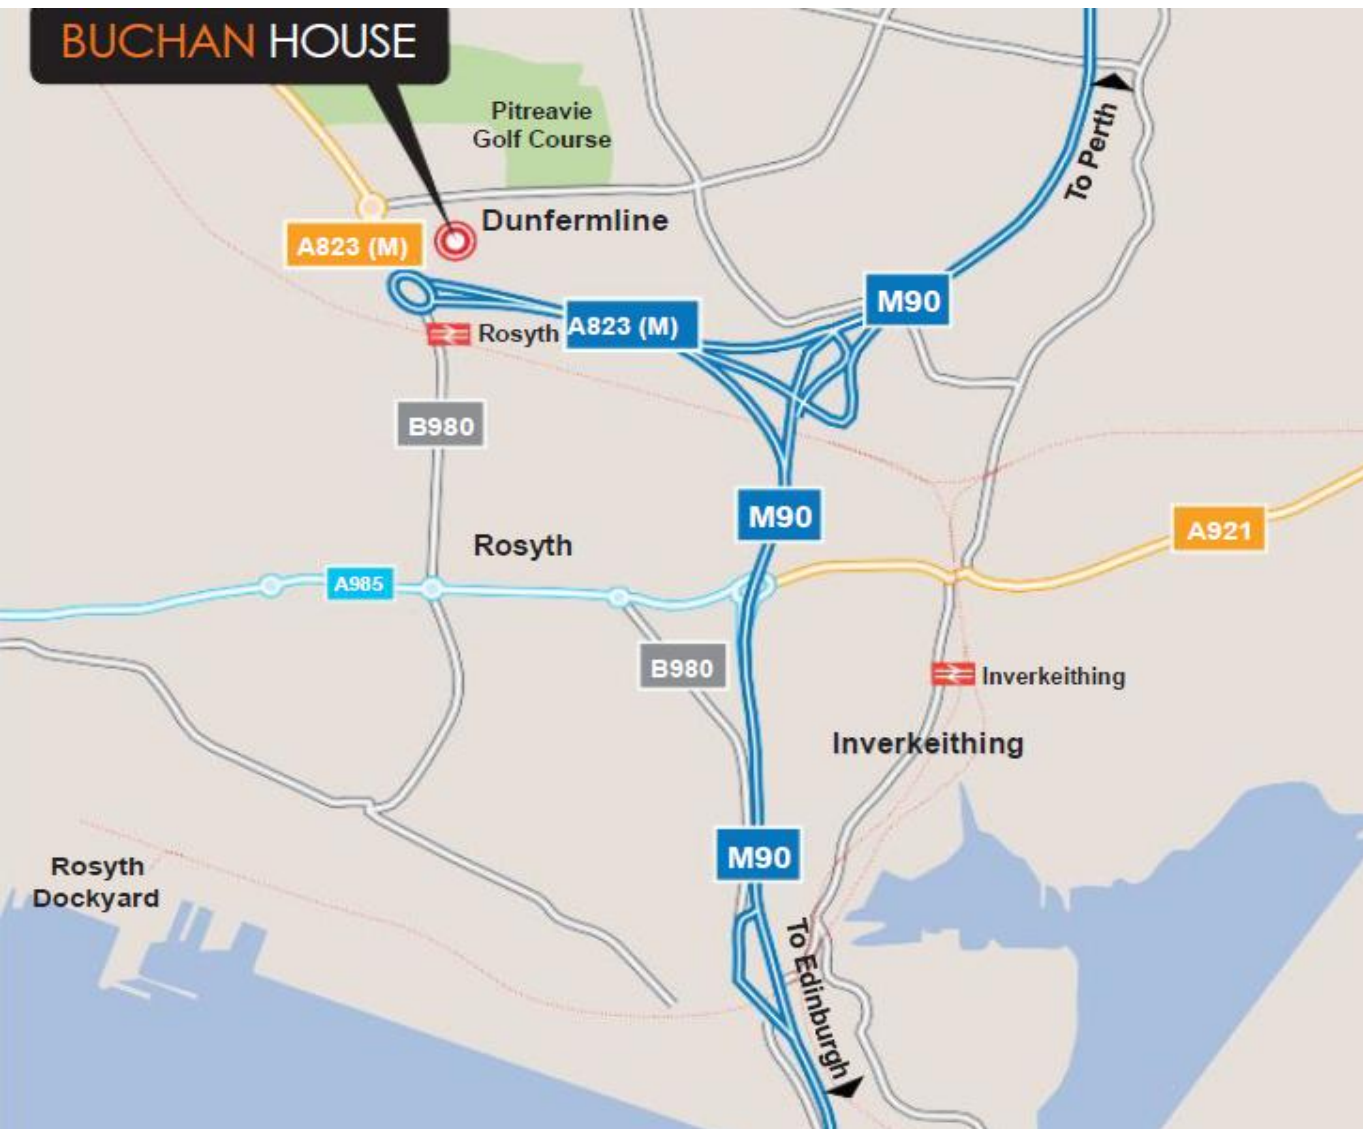 BUCHAN HOUSE
Pitreavie
Golf Course
To Perth
Dunfermline
A823 (M)
M90
A823 (M)
Rosyth
B980
M90
A921
Rosyth
A985
B980
Inverkeithing
Inverkeithing
M90
Rosyth
Dockyard
To Edinburgh